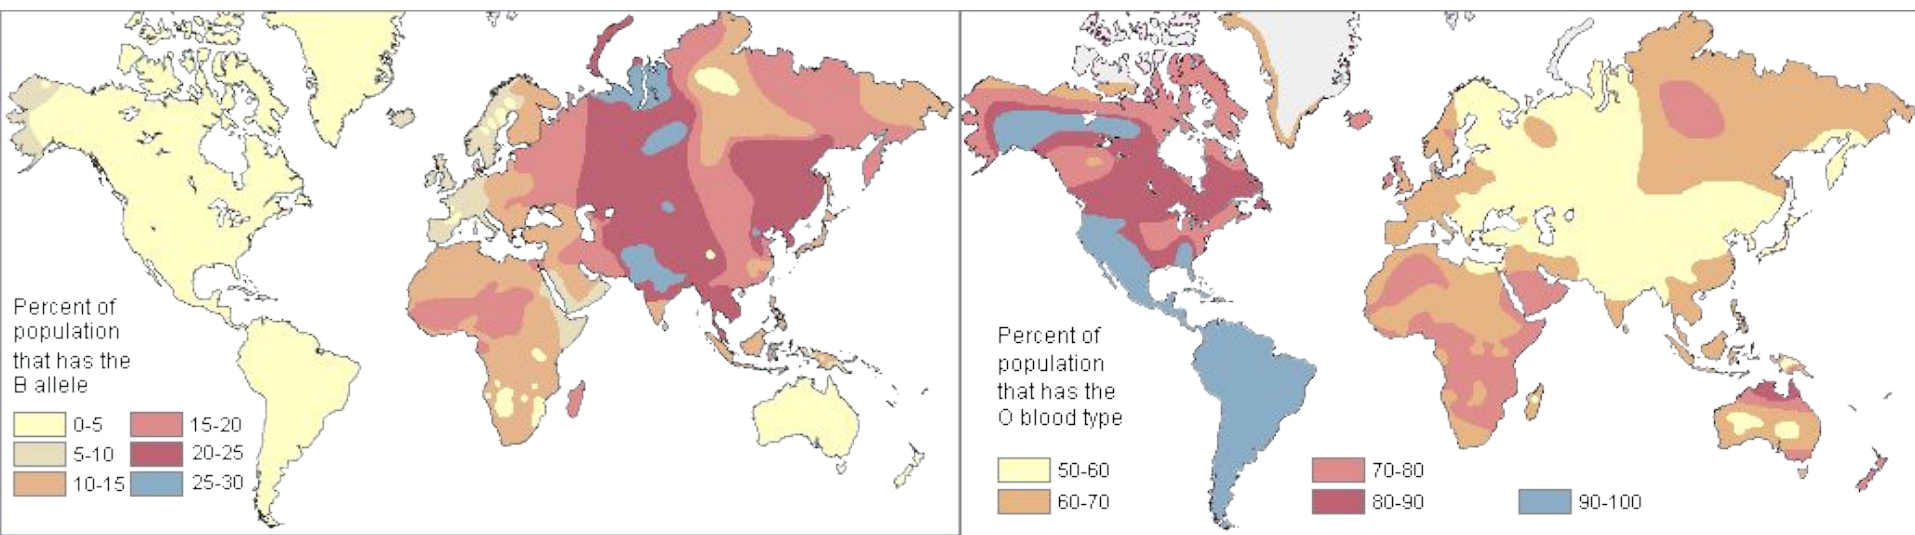 Percent of
population
that has the
B allele
0-5
15-20
5-10
20-25
10-15
25-30
Percent of
population
that has the
O blood type
50-60
70-80
60-70
80-90
90-100